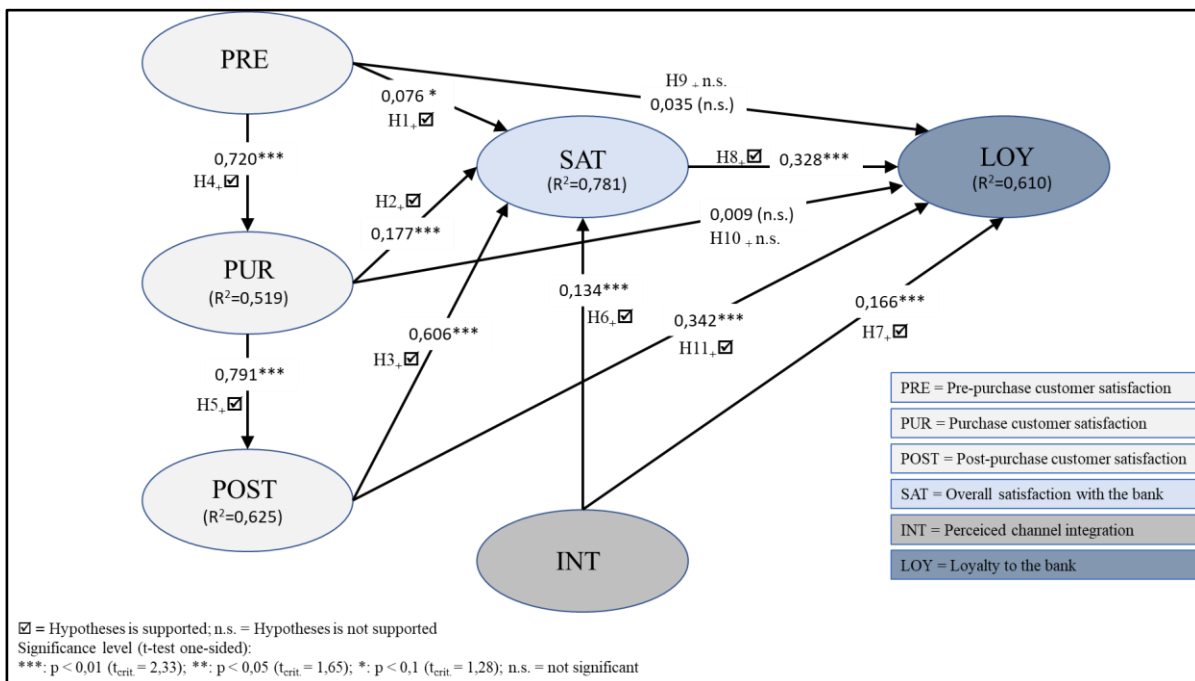 PRE
H9 + n.s.
0,035 (n.s.)
0,076 *
H1+☑
SAT
(R²=0,781)
H8+☑
0,328***
LOY
(R²=0,610)
0,720***
H4+☑
H2+☑
0,177***
0,009 (n.s.)
H10 + n.s.
PUR
(R²=0,519)
0,134***
H6+☑
0,166***
H7+☑
0,606***
H3+☑
0,342***
H11+☑
0,791***
H5+☑
POST
(R²=0,625)
INT
PRE = Pre-purchase customer satisfaction
PUR = Purchase customer satisfaction
POST = Post-purchase customer satisfaction
SAT = Overall satisfaction with the bank
INT = Perceiced channel integration
LOY = Loyalty to the bank
☑ = Hypotheses is supported; n.s. = Hypotheses is not supported
Significance level (t-test one-sided):
***: p < 0,01 (tcrit. = 2,33); **: p < 0,05 (tcrit. = 1,65); *: p < 0,1 (tcrit. = 1,28); n.s. = not significant